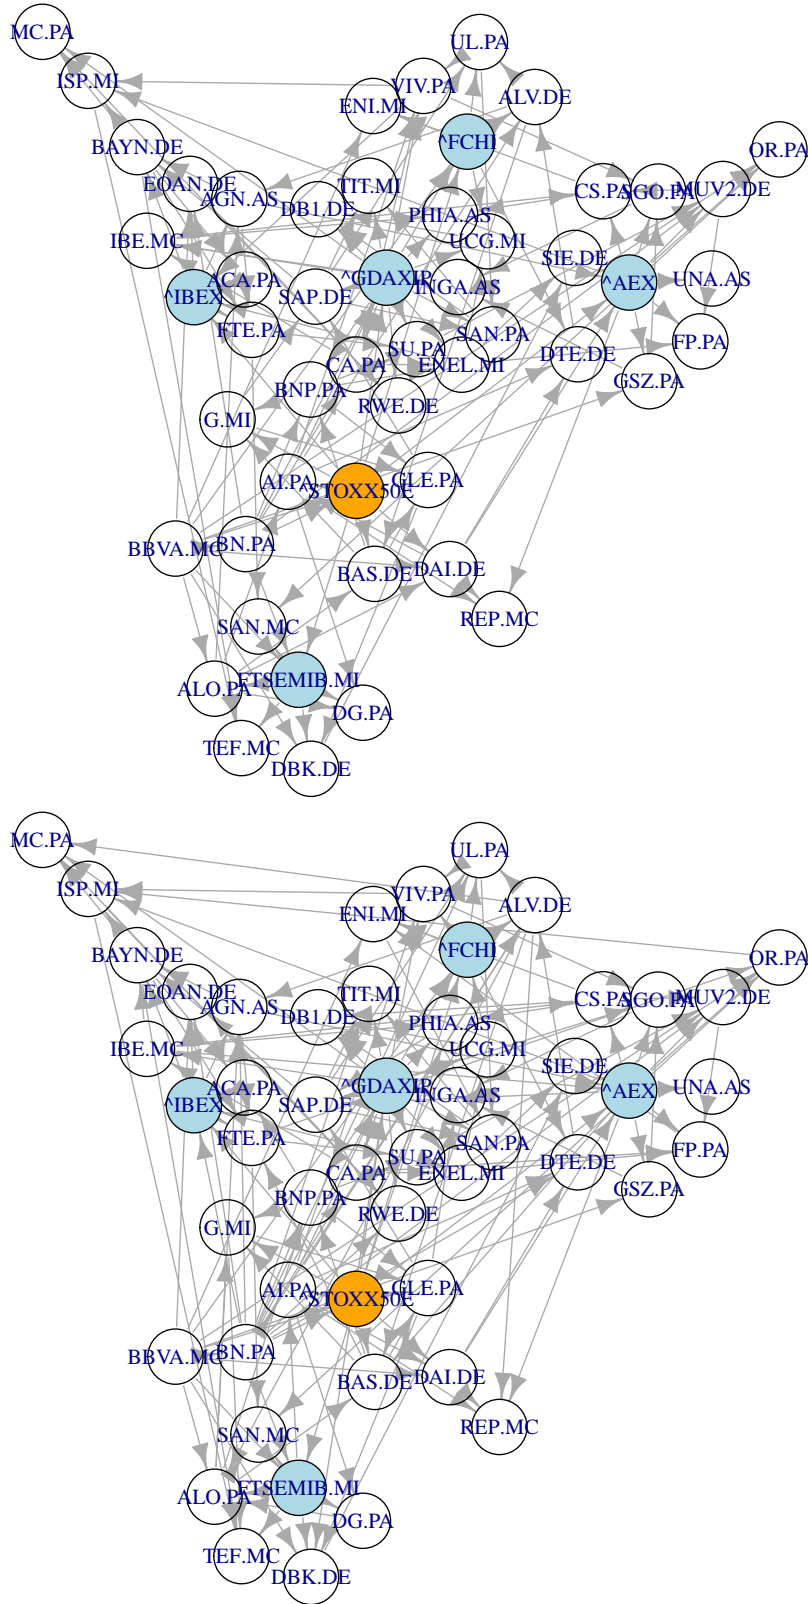 MC.PA
UL.PA
ISP.MI
VIV.PA
ENI.MI
ALV.DE
^FCHI
BAYN.DE
OR.PA
EOAN.DE
AGN.AS
TIT.MI
DB1.DE
CS.PA
SGO.PA
MUV2.DE
PHIA.AS
IBE.MC
UCG.MI
SIE.DE
^IBEX
ACA.PA
SAP.DE
^GDAXIP
INGA.AS
^AEX
UNA.AS
FTE.PA
SU.PA
SAN.PA
FP.PA
CA.PA
ENEL.MI
DTE.DE
GSZ.PA
BNP.PA
RWE.DE
G.MI
AI.PA
^STOXX50E
GLE.PA
BBVA.MC
BN.PA
BAS.DE
DAI.DE
REP.MC
SAN.MC
ALO.PA
FTSEMIB.MI
DG.PA
TEF.MC
DBK.DE
MC.PA
UL.PA
ISP.MI
VIV.PA
ENI.MI
ALV.DE
^FCHI
BAYN.DE
OR.PA
EOAN.DE
AGN.AS
TIT.MI
DB1.DE
CS.PA
SGO.PA
MUV2.DE
PHIA.AS
IBE.MC
UCG.MI
SIE.DE
^IBEX
ACA.PA
SAP.DE
^GDAXIP
INGA.AS
^AEX
UNA.AS
FTE.PA
SU.PA
SAN.PA
FP.PA
CA.PA
ENEL.MI
DTE.DE
GSZ.PA
BNP.PA
RWE.DE
G.MI
AI.PA
^STOXX50E
GLE.PA
BBVA.MC
BN.PA
BAS.DE
DAI.DE
REP.MC
SAN.MC
ALO.PA
FTSEMIB.MI
DG.PA
TEF.MC
DBK.DE